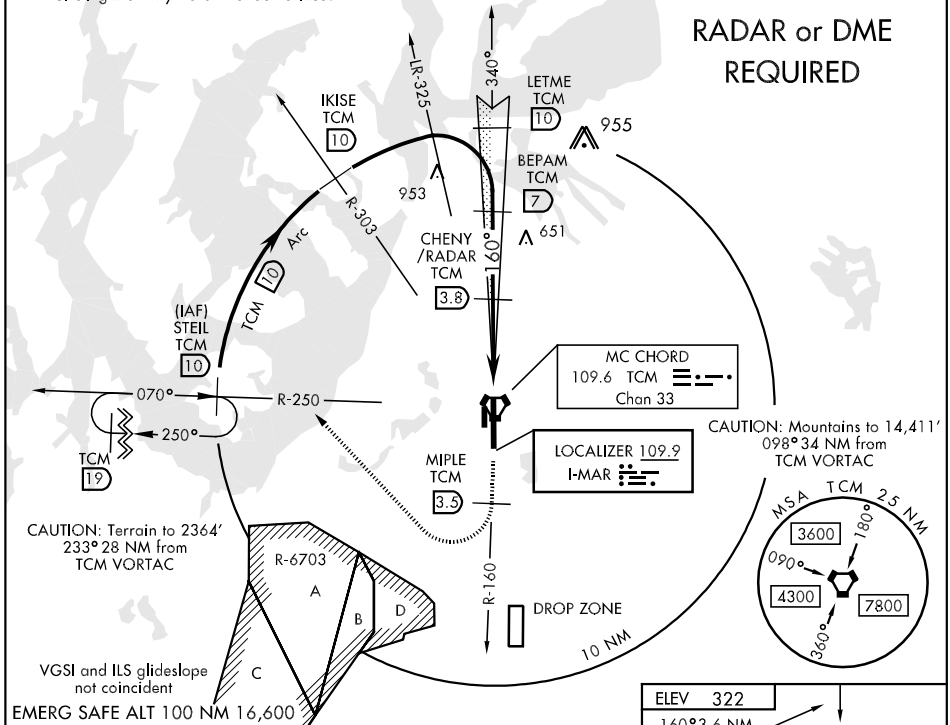 RADAR or DME
REQUIRED
340°
LR-325
LETME
TCM
10
IKISE
TCM
10
955
BEPAM
TCM
7
953
R-303
651
CHENY
/RADAR
TCM
3.8
160°
TCM 10 Arc
(IAF)
STEIL
TCM
10
MC CHORD
109.6 TCM
Chan 33
070°
R-250
250°
TCM
19
LOCALIZER 109.9
I-MAR
CAUTION: Mountains to 14,411'
098° 34 NM from
TCM VORTAC
MIPLE
TCM
3.5
CAUTION: Terrain to 2364'
233° 28 NM from
TCM VORTAC
MSA TCM 25 NM
3600
180°
090°
4300
7800
360°
R-6703
A
B
D
C
R-160
DROP ZONE
10 NM
VGSI and ILS glideslope
not coincident
EMERG SAFE ALT 100 NM 16,600
ELEV 322
160° 3.6 NM